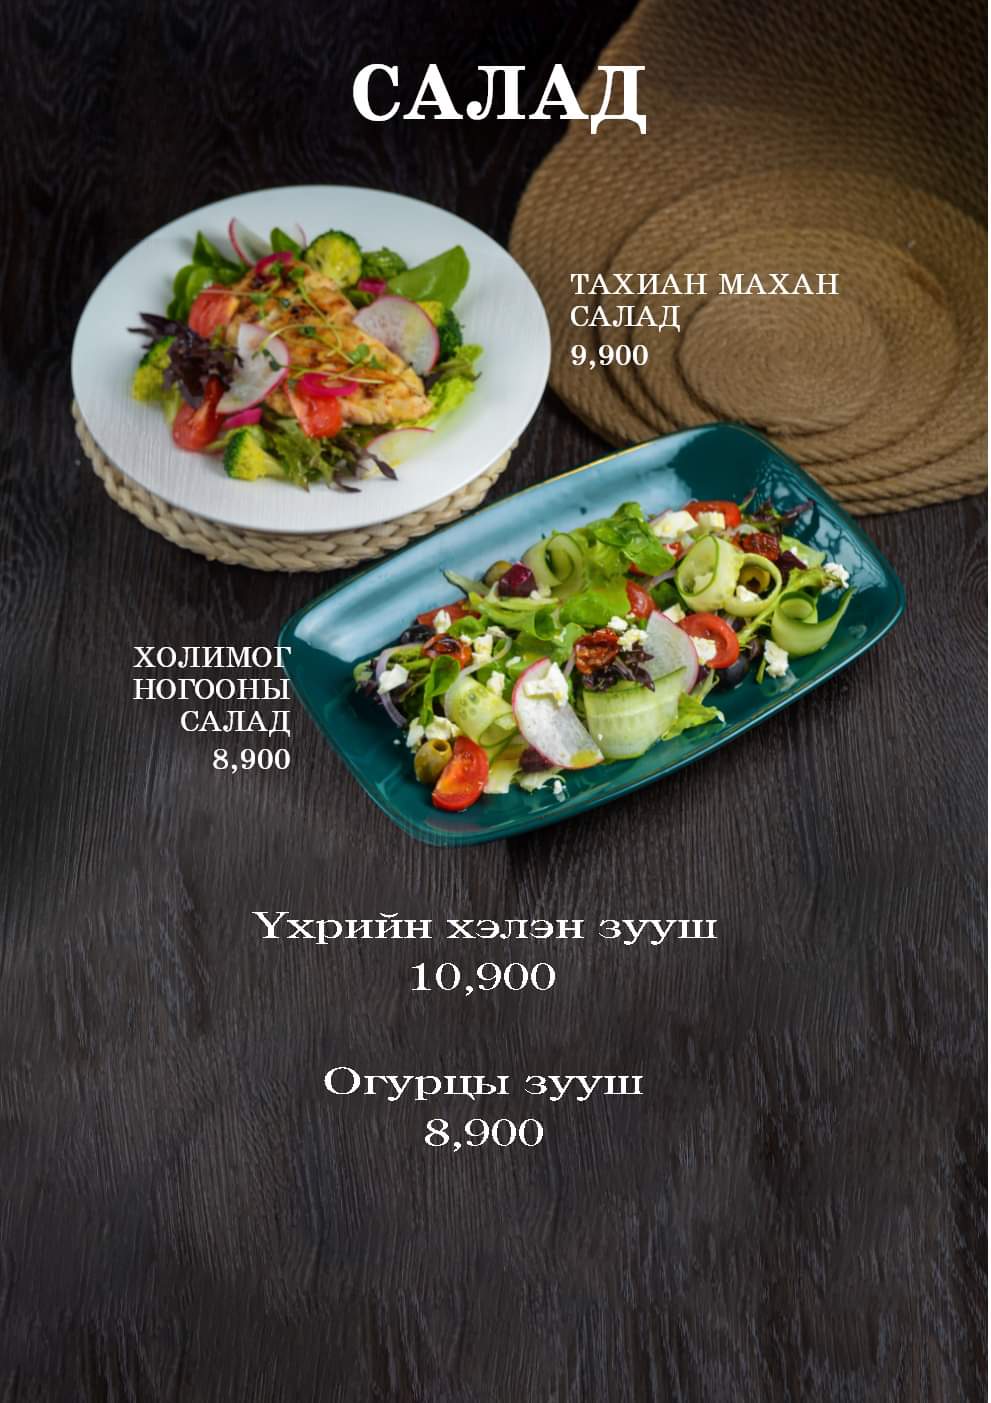 САЛАД
ТАХИАН МАХАН
САЛАД
9,900
ХОЛИМОГ
НОГООНЫ
САЛАД
8,900
Үхрийн хэлэн зууш
10,900
Огурцы зууш
8,900